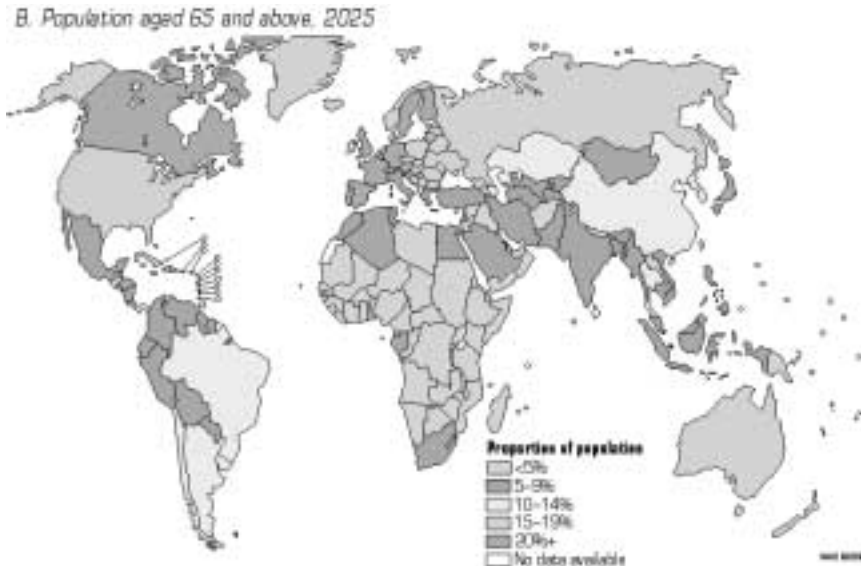 B. Population aged 65 and above, 2025
Proportion of population
<5%
5-9%
10-14%
15-19%
20%+
No data available